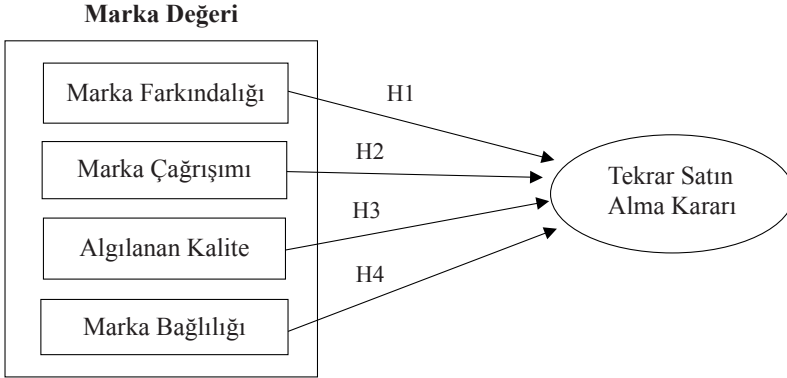 Marka Değeri
Marka Farkındalığı
H1
Marka Çağrışımı
H2
Tekrar Satın
Alma Kararı
H3
Algılanan Kalite
H4
Marka Bağlılığı